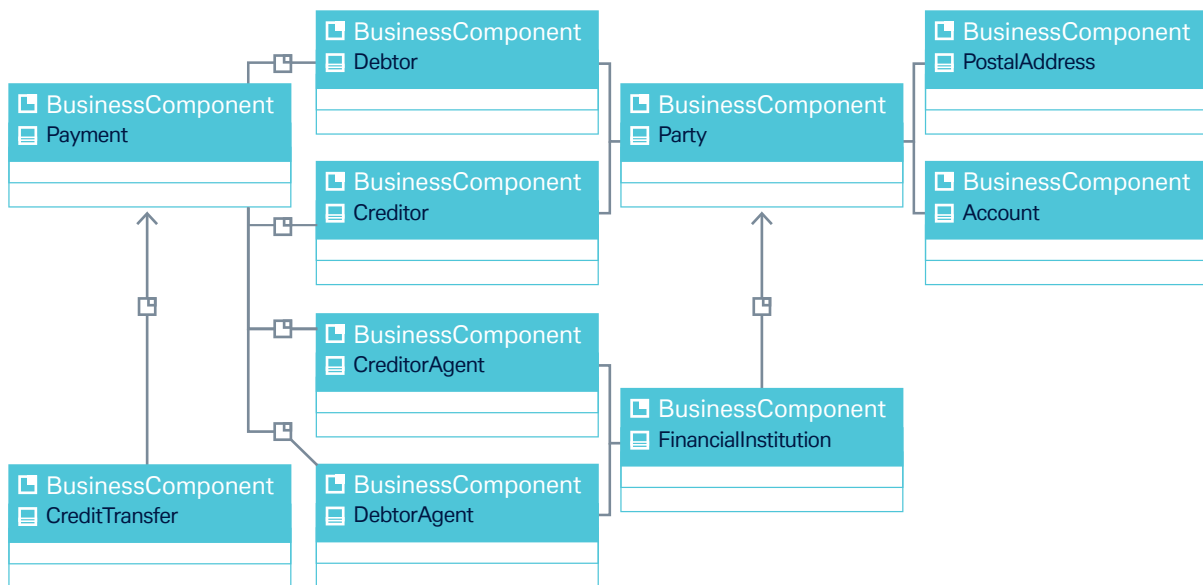 BusinessComponent
Debtor
BusinessComponent
PostalAddress
BusinessComponent
Payment
BusinessComponent
Party
BusinessComponent
Creditor
BusinessComponent
Account
BusinessComponent
CreditorAgent
BusinessComponent
FinancialInstitution
BusinessComponent
CreditTransfer
BusinessComponent
DebtorAgent